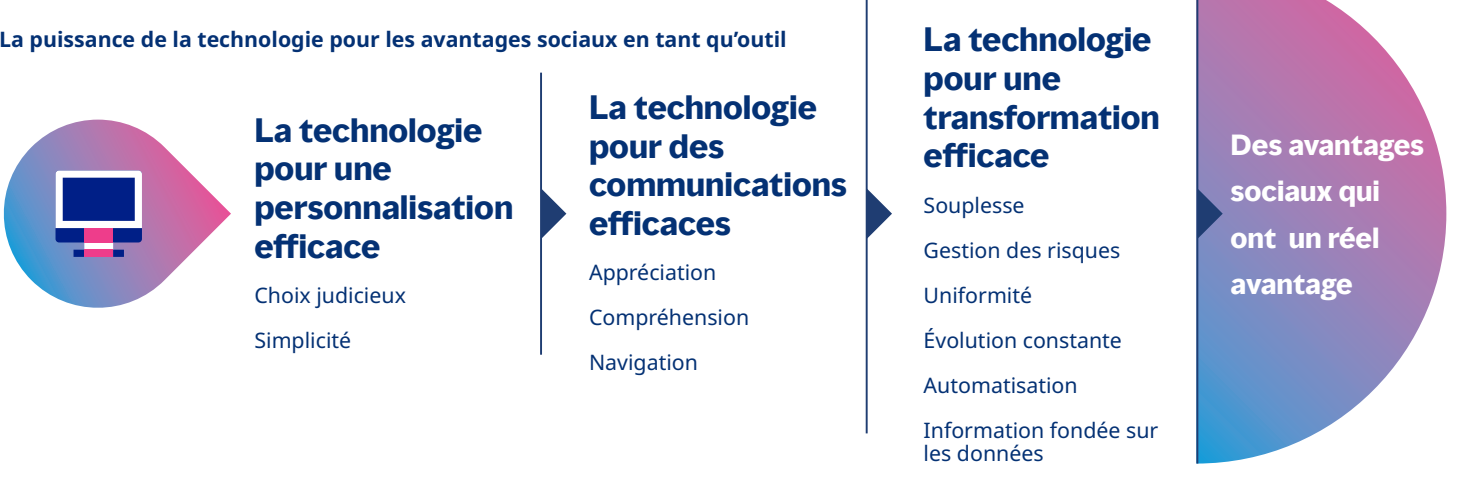 La puissance de la technologie pour les avantages sociaux en tant qu’outil
La technologie
pour une
personnalisation
efficace
Choix judicieux
Simplicité
La technologie
pour des
communications
efficaces
Appréciation
Compréhension
Navigation
La technologie
pour une
transformation
efficace
Souplesse
Gestion des risques
Uniformité
Évolution constante
Automatisation
Information fondée sur
les données
Des avantages
sociaux qui
ont un réel
avantage